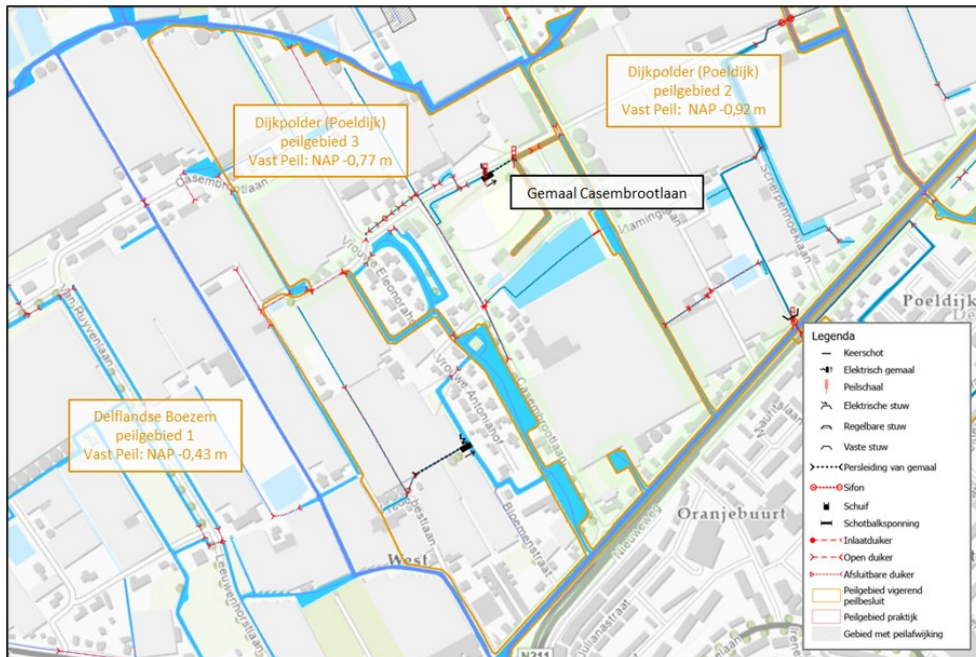 Dijkpolder (Poeldijk)
peilgebied 2
Vast Peil: NAP -0,92 m
Dijkpolder (Poeldijk)
peilgebied 3
Vast Peil: NAP -0,77 m
Casembrootlaan
Gemaal Casembrootlaan
Scherpenhoeklaan
Vrouwe Eleonorahof
Poeldijk
Van Ruyvenlaan
Casembrootlaan
Vrouwe Antoniahof
Delflandse Boezem
peilgebied 1
Vast Peil: NAP -0,43 m
Nieuweweg
Oranjebuurt
Bloemenstraat
West
Leeuwenhorstlaan
Julianastraat
N211
Legenda
Keerschot
Elektrisch gemaal
Peilschaal
Elektrische stuw
Regelbare stuw
Vaste stuw
Persleiding van gemaal
Sifon
Schuif
Schotbalksponning
Inlaatduiker
Open duiker
Afsluitbare duiker
Peilgebied vigerend
peilbesluit
Peilgebied praktijk
Gebied met peilafwijking